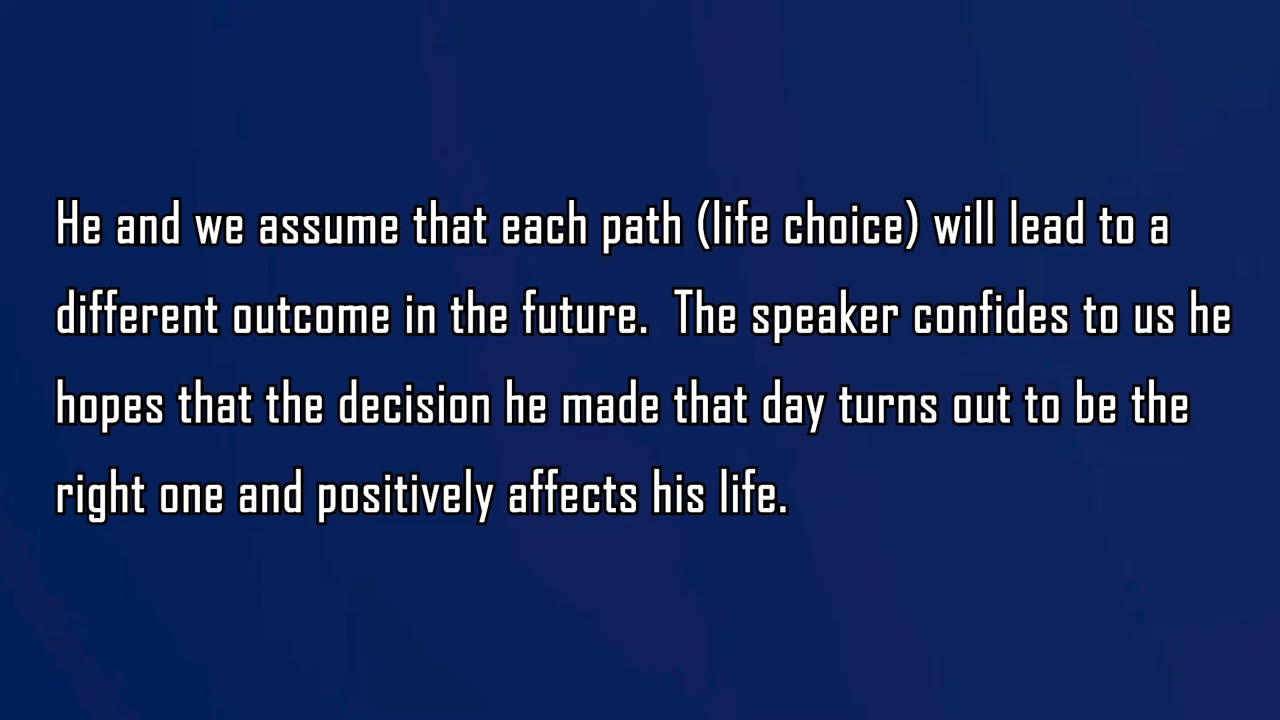 He and we assume that each path (life choice) will lead to a
different outcome in the future.  The speaker confides to us he
hopes that the decision he made that day turns out to be the
right one and positively affects his life.